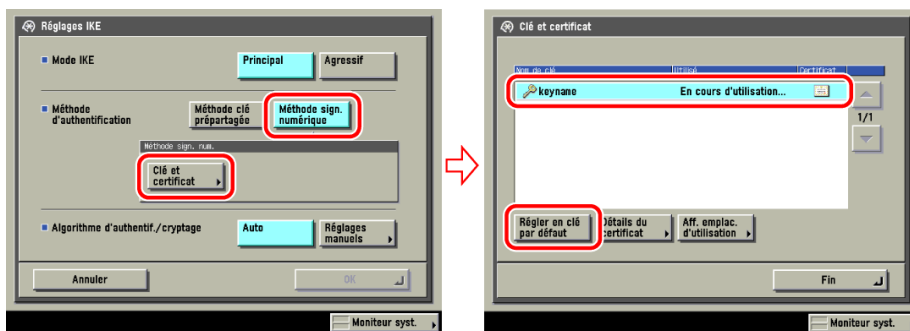 Réglages IKE
Mode IKE
Principal
Agressif
Méthode
d'authentification
Méthode clé
prépartagée
Méthode sign.
numérique
Méthode sign. num.
Clé et
certificat
Algorithme d'authentif./cryptage
Auto
Réglages
manuels
Annuler
OK
Moniteur syst.
Clé et certificat
Nom de clé
Utilisé
Certificat
keyname
En cours d'utilisation...
1/1
Régler en clé
par défaut
Détails du
certificat
Aff. emplac.
d'utilisation
Fin
Moniteur syst.